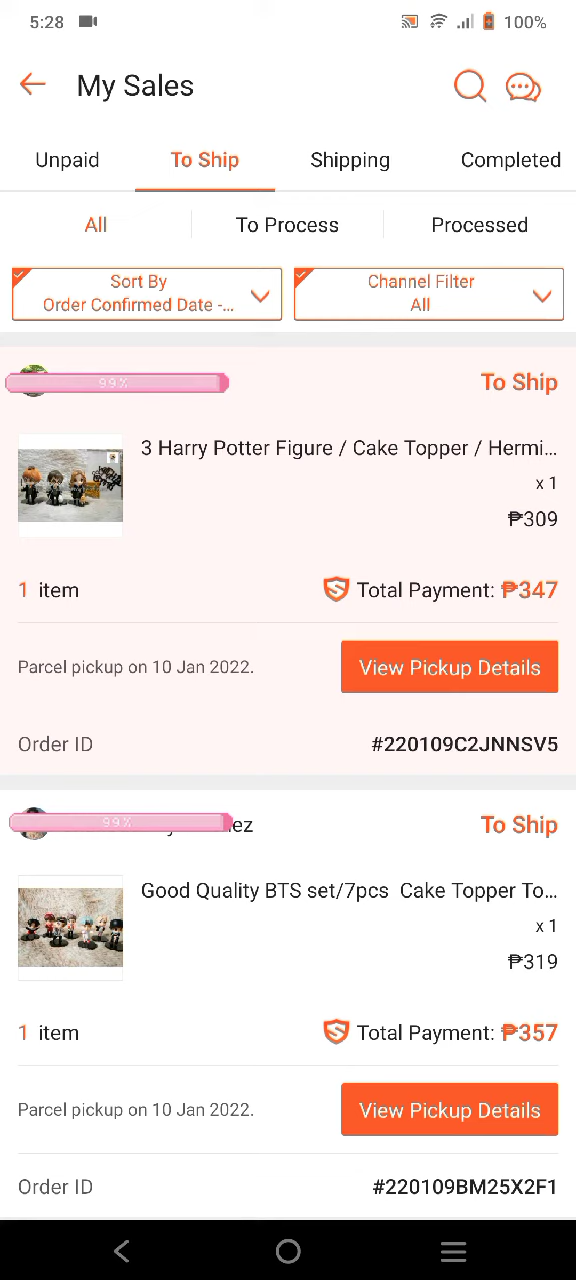 5:28
100%
My Sales
Unpaid
To Ship
Shipping
Completed
All
To Process
Processed
Sort By
Order Confirmed Date -...
Channel Filter
All
99%
To Ship
3 Harry Potter Figure / Cake Topper / Hermi...
x 1
₱309
1 item
Total Payment: ₱347
Parcel pickup on 10 Jan 2022.
View Pickup Details
Order ID
#220109C2JNNSV5
99%
ez
To Ship
Good Quality BTS set/7pcs Cake Topper To...
x 1
₱319
1 item
Total Payment: ₱357
Parcel pickup on 10 Jan 2022.
View Pickup Details
Order ID
#220109BM25X2F1